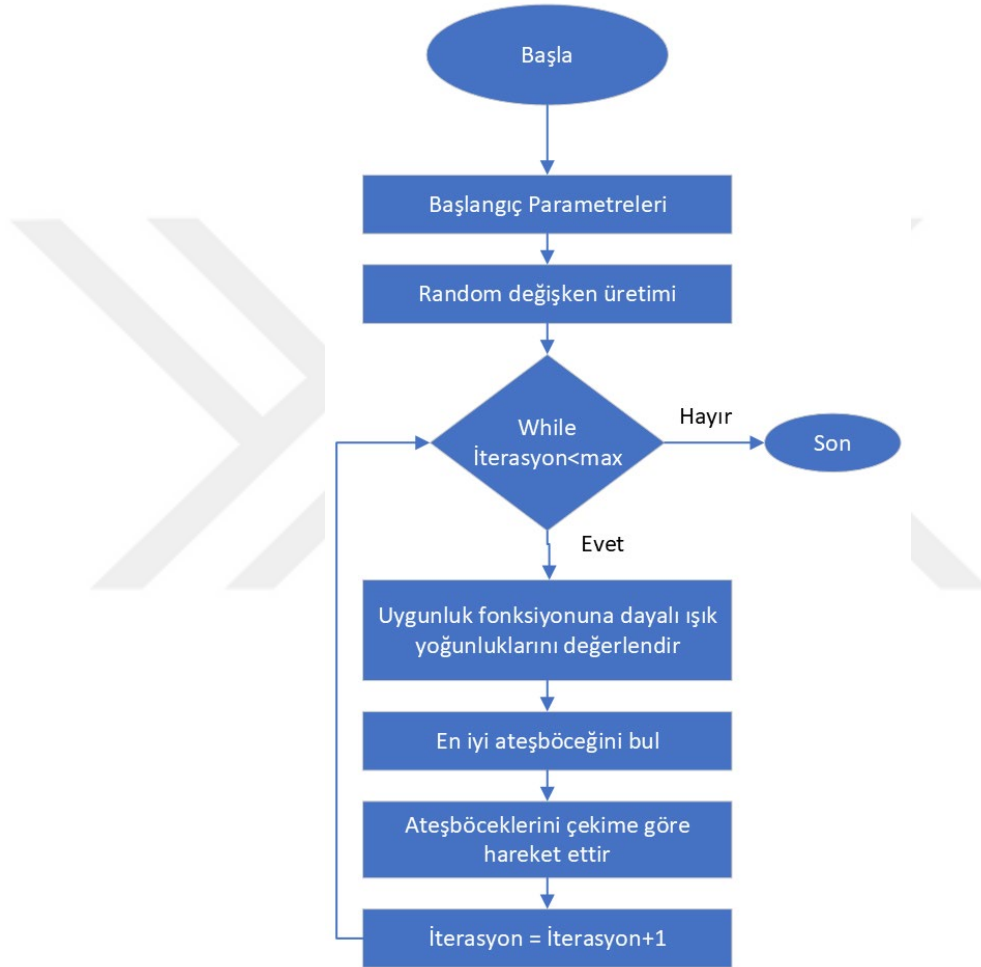 Başla
Başlangıç Parametreleri
Random değişken üretimi
While
İterasyon<max
Hayır
Son
Evet
Uygunluk fonksiyonuna dayalı ışık
yoğunluklarını değerlendir
En iyi ateşböceğini bul
Ateşböceklerini çekime göre
hareket ettir
İterasyon = İterasyon+1